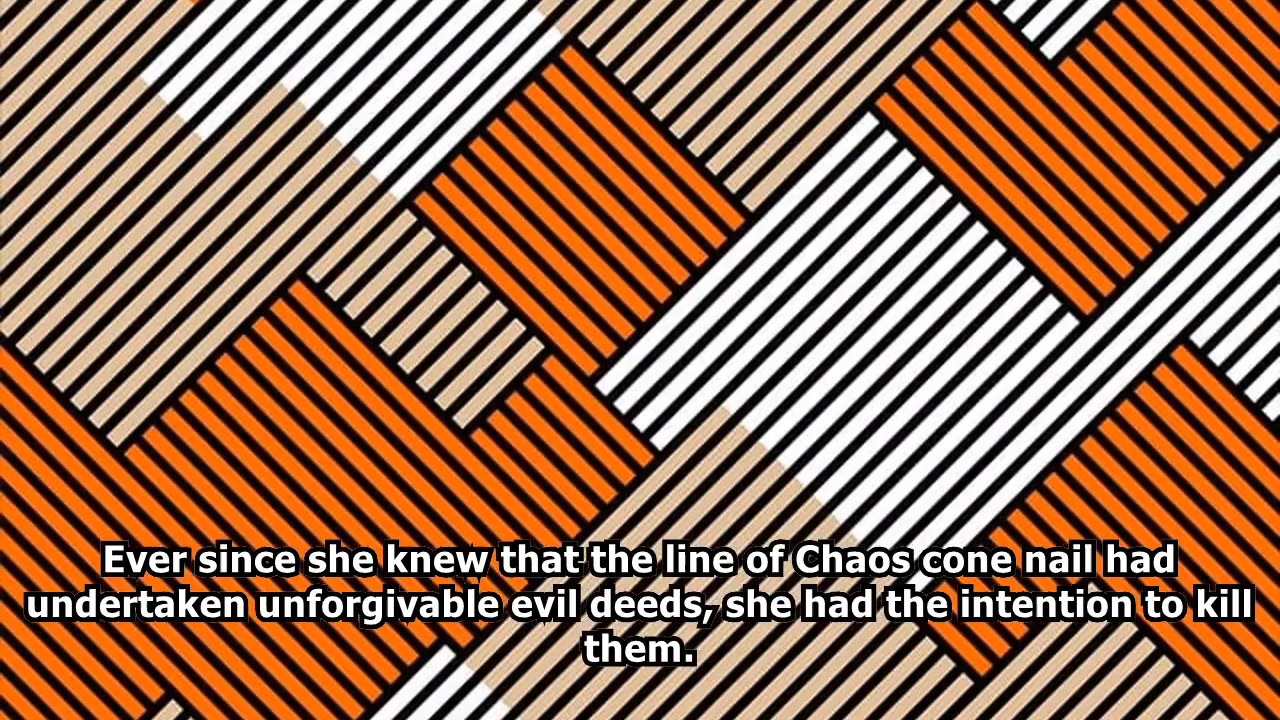 Ever since she knew that the line of Chaos cone nail had
undertaken unforgivable evil deeds, she had the intention to kill
them.